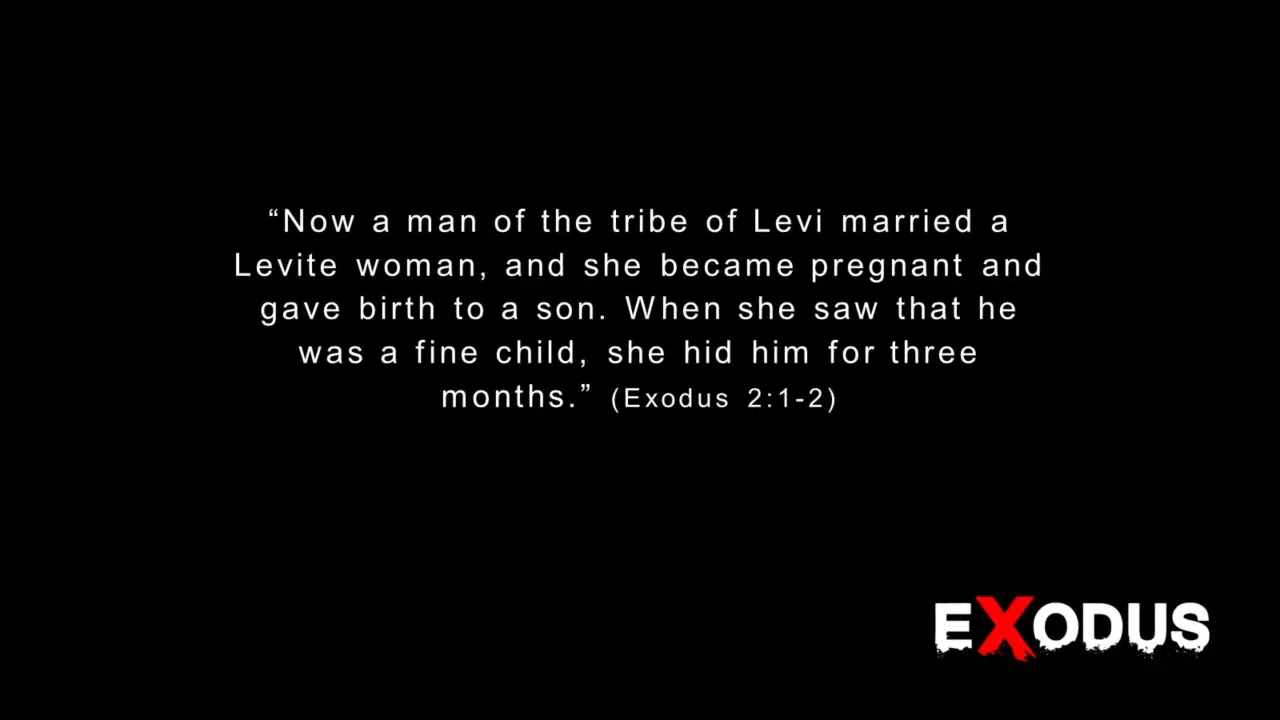 “Now a man of the tribe of Levi married a
Levite woman, and she became pregnant and
gave birth to a son. When she saw that he
was a fine child, she hid him for three
months.” (Exodus 2:1-2)
EXODUS